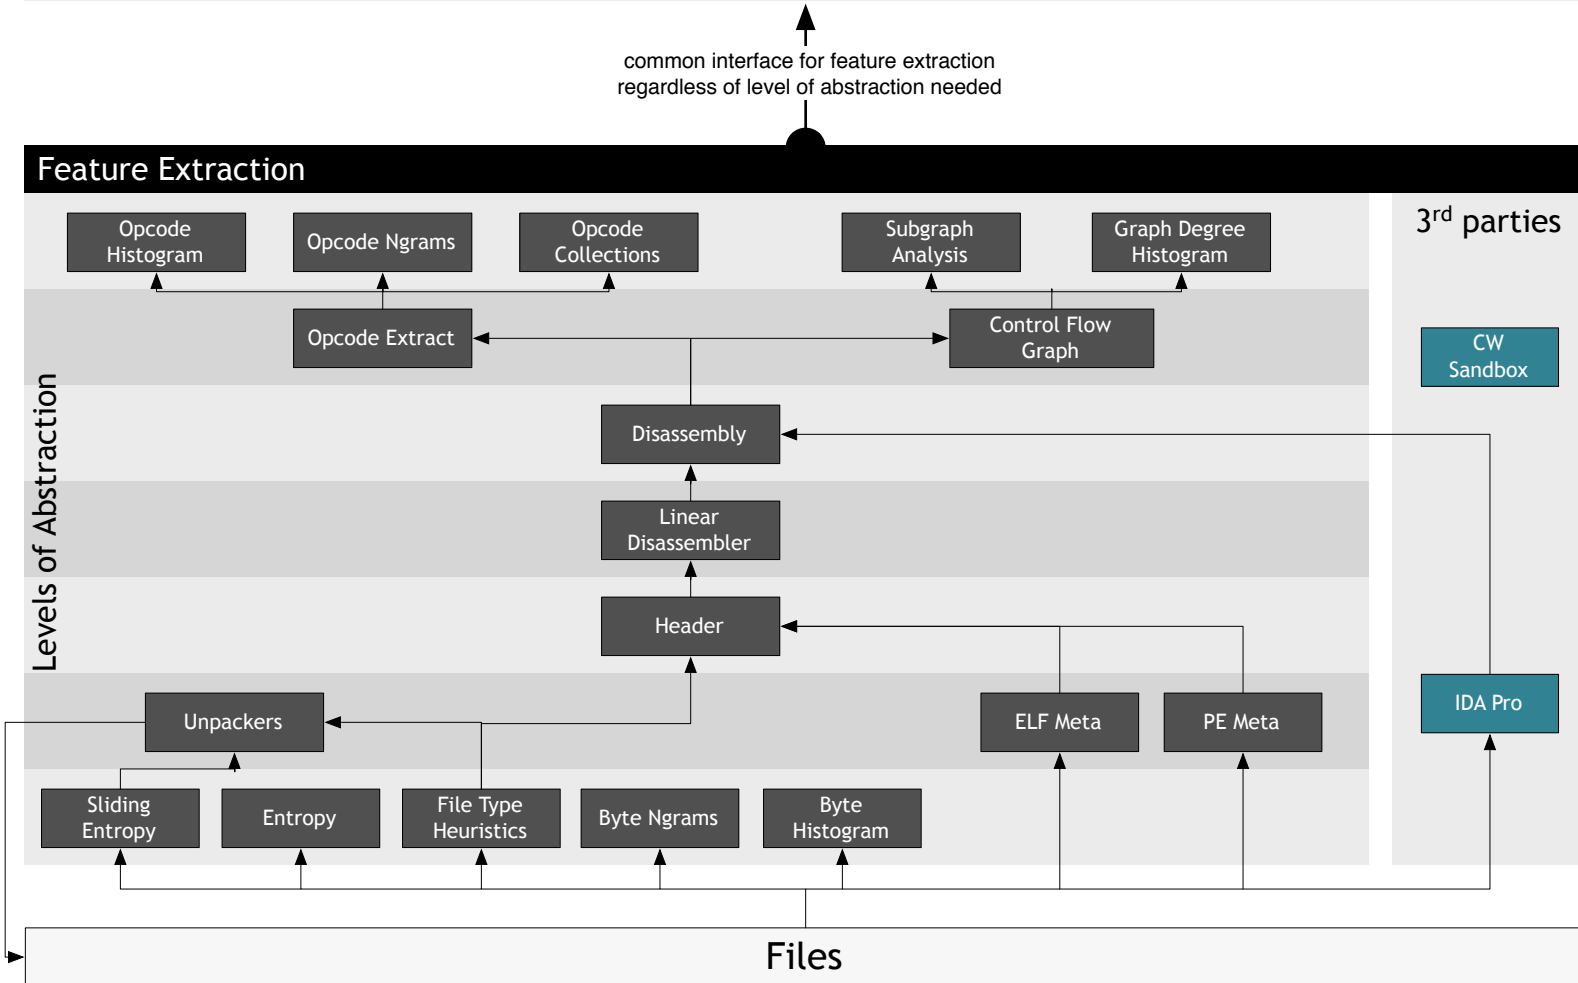 common interface for feature extraction
regardless of level of abstraction needed
Feature Extraction
3rd parties
Levels of Abstraction
Opcode
Histogram
Opcode Ngrams
Opcode
Collections
Subgraph
Analysis
Graph Degree
Histogram
Opcode Extract
Control Flow
Graph
CW
Sandbox
Disassembly
Linear
Disassembler
Header
Unpackers
ELF Meta
PE Meta
IDA Pro
Sliding
Entropy
Entropy
File Type
Heuristics
Byte Ngrams
Byte
Histogram
Files